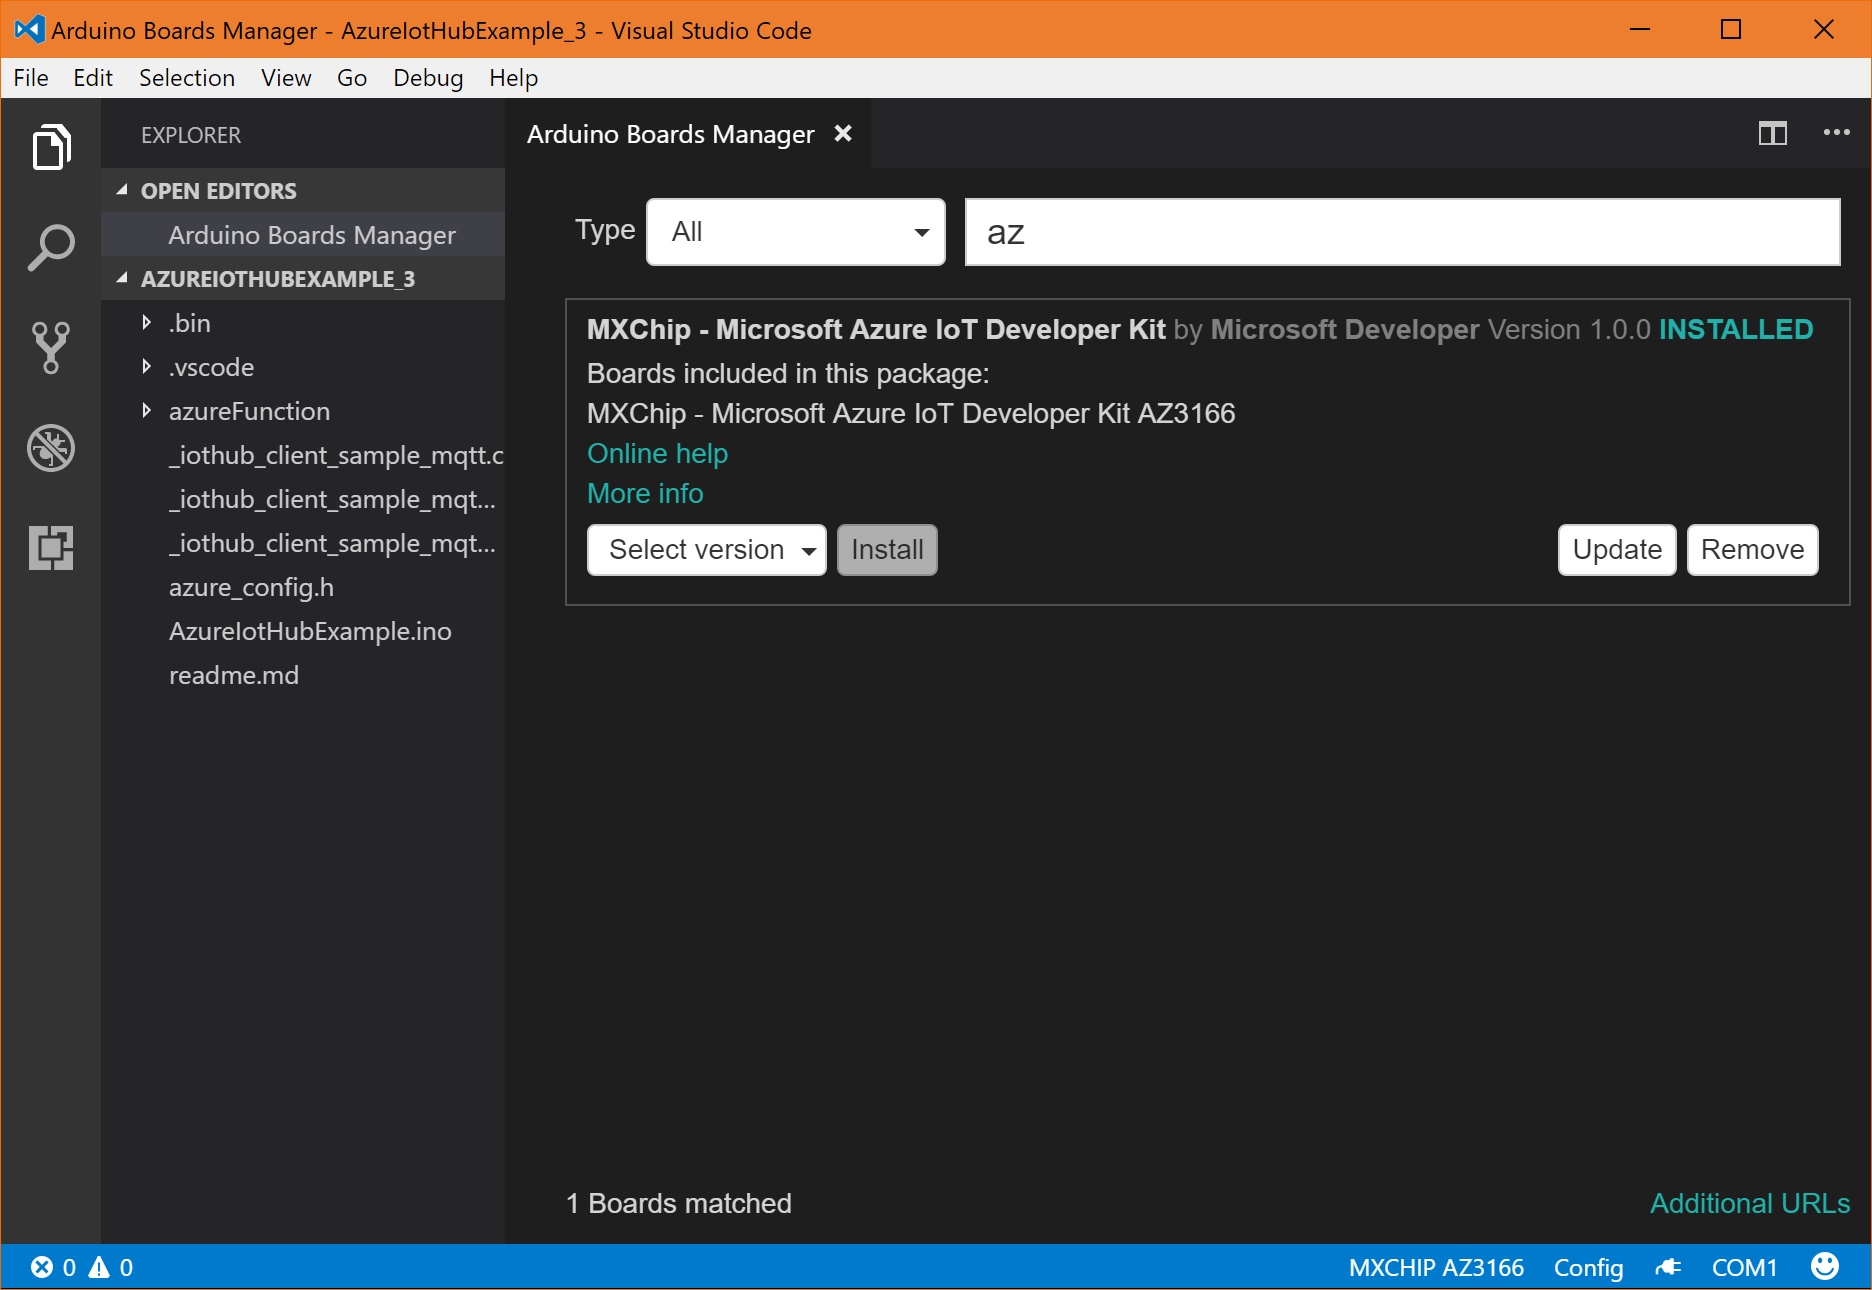 Arduino Boards Manager - AzureIotHubExample_3 - Visual Studio Code
File Edit Selection View Go Debug Help
EXPLORER
OPEN EDITORS
Arduino Boards Manager
AZUREIOTHUBEXAMPLE_3
.bin
.vscode
azureFunction
_iothub_client_sample_mqtt.c
_iothub_client_sample_mqt...
_iothub_client_sample_mqt...
azure_config.h
AzureIotHubExample.ino
readme.md
Arduino Boards Manager
Type All az
MXChip - Microsoft Azure IoT Developer Kit by Microsoft Developer Version 1.0.0 INSTALLED
Boards included in this package:
MXChip - Microsoft Azure IoT Developer Kit AZ3166
Online help
More info
Select version Install Update Remove
1 Boards matched Additional URLs
0 0 MXCHIP AZ3166 Config COM1